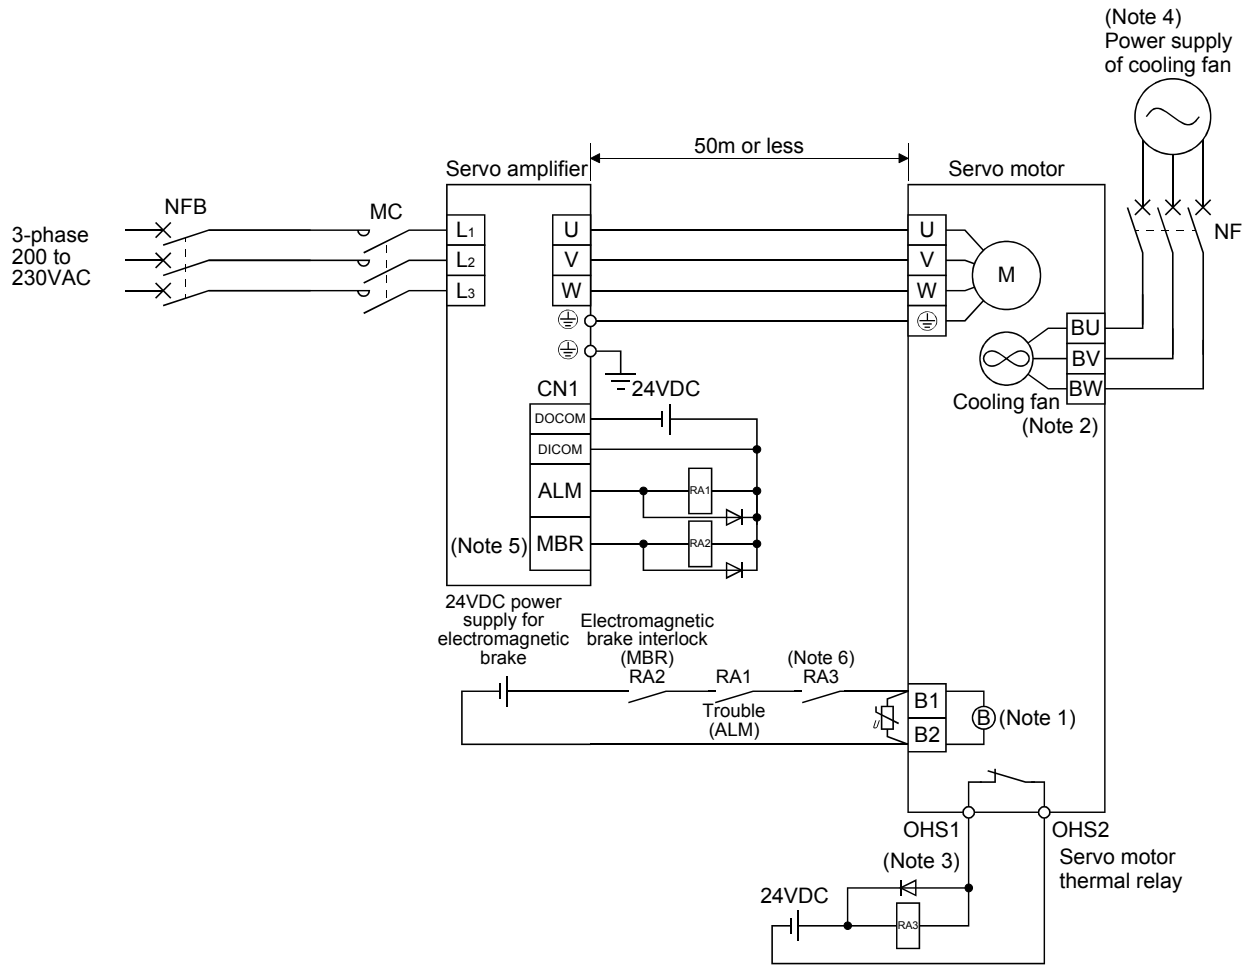 (Note 4)
Power supply
of cooling fan
50m or less
Servo amplifier
Servo motor
NFB
MC
NF
3-phase
200 to
230VAC
L1
L2
L3
U
V
W
U
V
W
M
BU
BV
BW
Cooling fan
(Note 2)
CN1
24VDC
DOCOM
DICOM
ALM
RA1
(Note 5)
MBR
RA2
24VDC power
supply for
electromagnetic
brake
Electromagnetic
brake interlock
(MBR)
RA2
RA1
Trouble
(ALM)
(Note 6)
RA3
U
B1
B2
B
(Note 1)
OHS1
OHS2
(Note 3)
Servo motor
thermal relay
24VDC
RA3